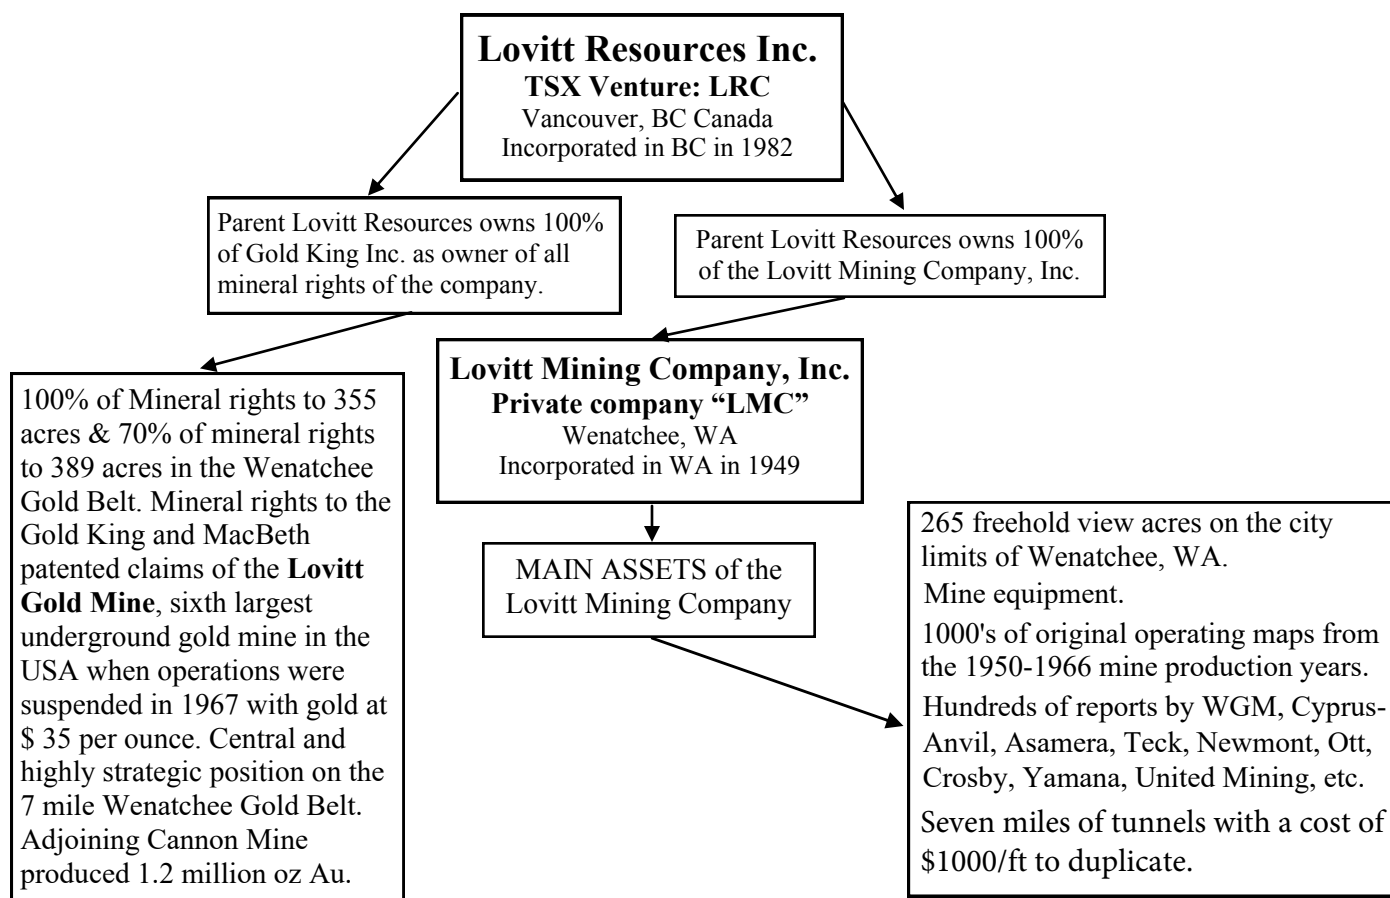 Lovitt Resources Inc.
TSX Venture: LRC
Vancouver, BC Canada
Incorporated in BC in 1982
Parent Lovitt Resources owns 100%
of Gold King Inc. as owner of all
mineral rights of the company.
Parent Lovitt Resources owns 100%
of the Lovitt Mining Company, Inc.
100% of Mineral rights to 355
acres & 70% of mineral rights
to 389 acres in the Wenatchee
Gold Belt. Mineral rights to the
Gold King and MacBeth
patented claims of the Lovitt
Gold Mine, sixth largest
underground gold mine in the
USA when operations were
suspended in 1967 with gold at
$ 35 per ounce. Central and
highly strategic position on the
7 mile Wenatchee Gold Belt.
Adjoining Cannon Mine
produced 1.2 million oz Au.
Lovitt Mining Company, Inc.
Private company “LMC”
Wenatchee, WA
Incorporated in WA in 1949
MAIN ASSETS of the
Lovitt Mining Company
265 freehold view acres on the city
limits of Wenatchee, WA.
Mine equipment.
1000's of original operating maps from
the 1950-1966 mine production years.
Hundreds of reports by WGM, Cyprus-
Anvil, Asamera, Teck, Newmont, Ott,
Crosby, Yamana, United Mining, etc.
Seven miles of tunnels with a cost of
$1000/ft to duplicate.